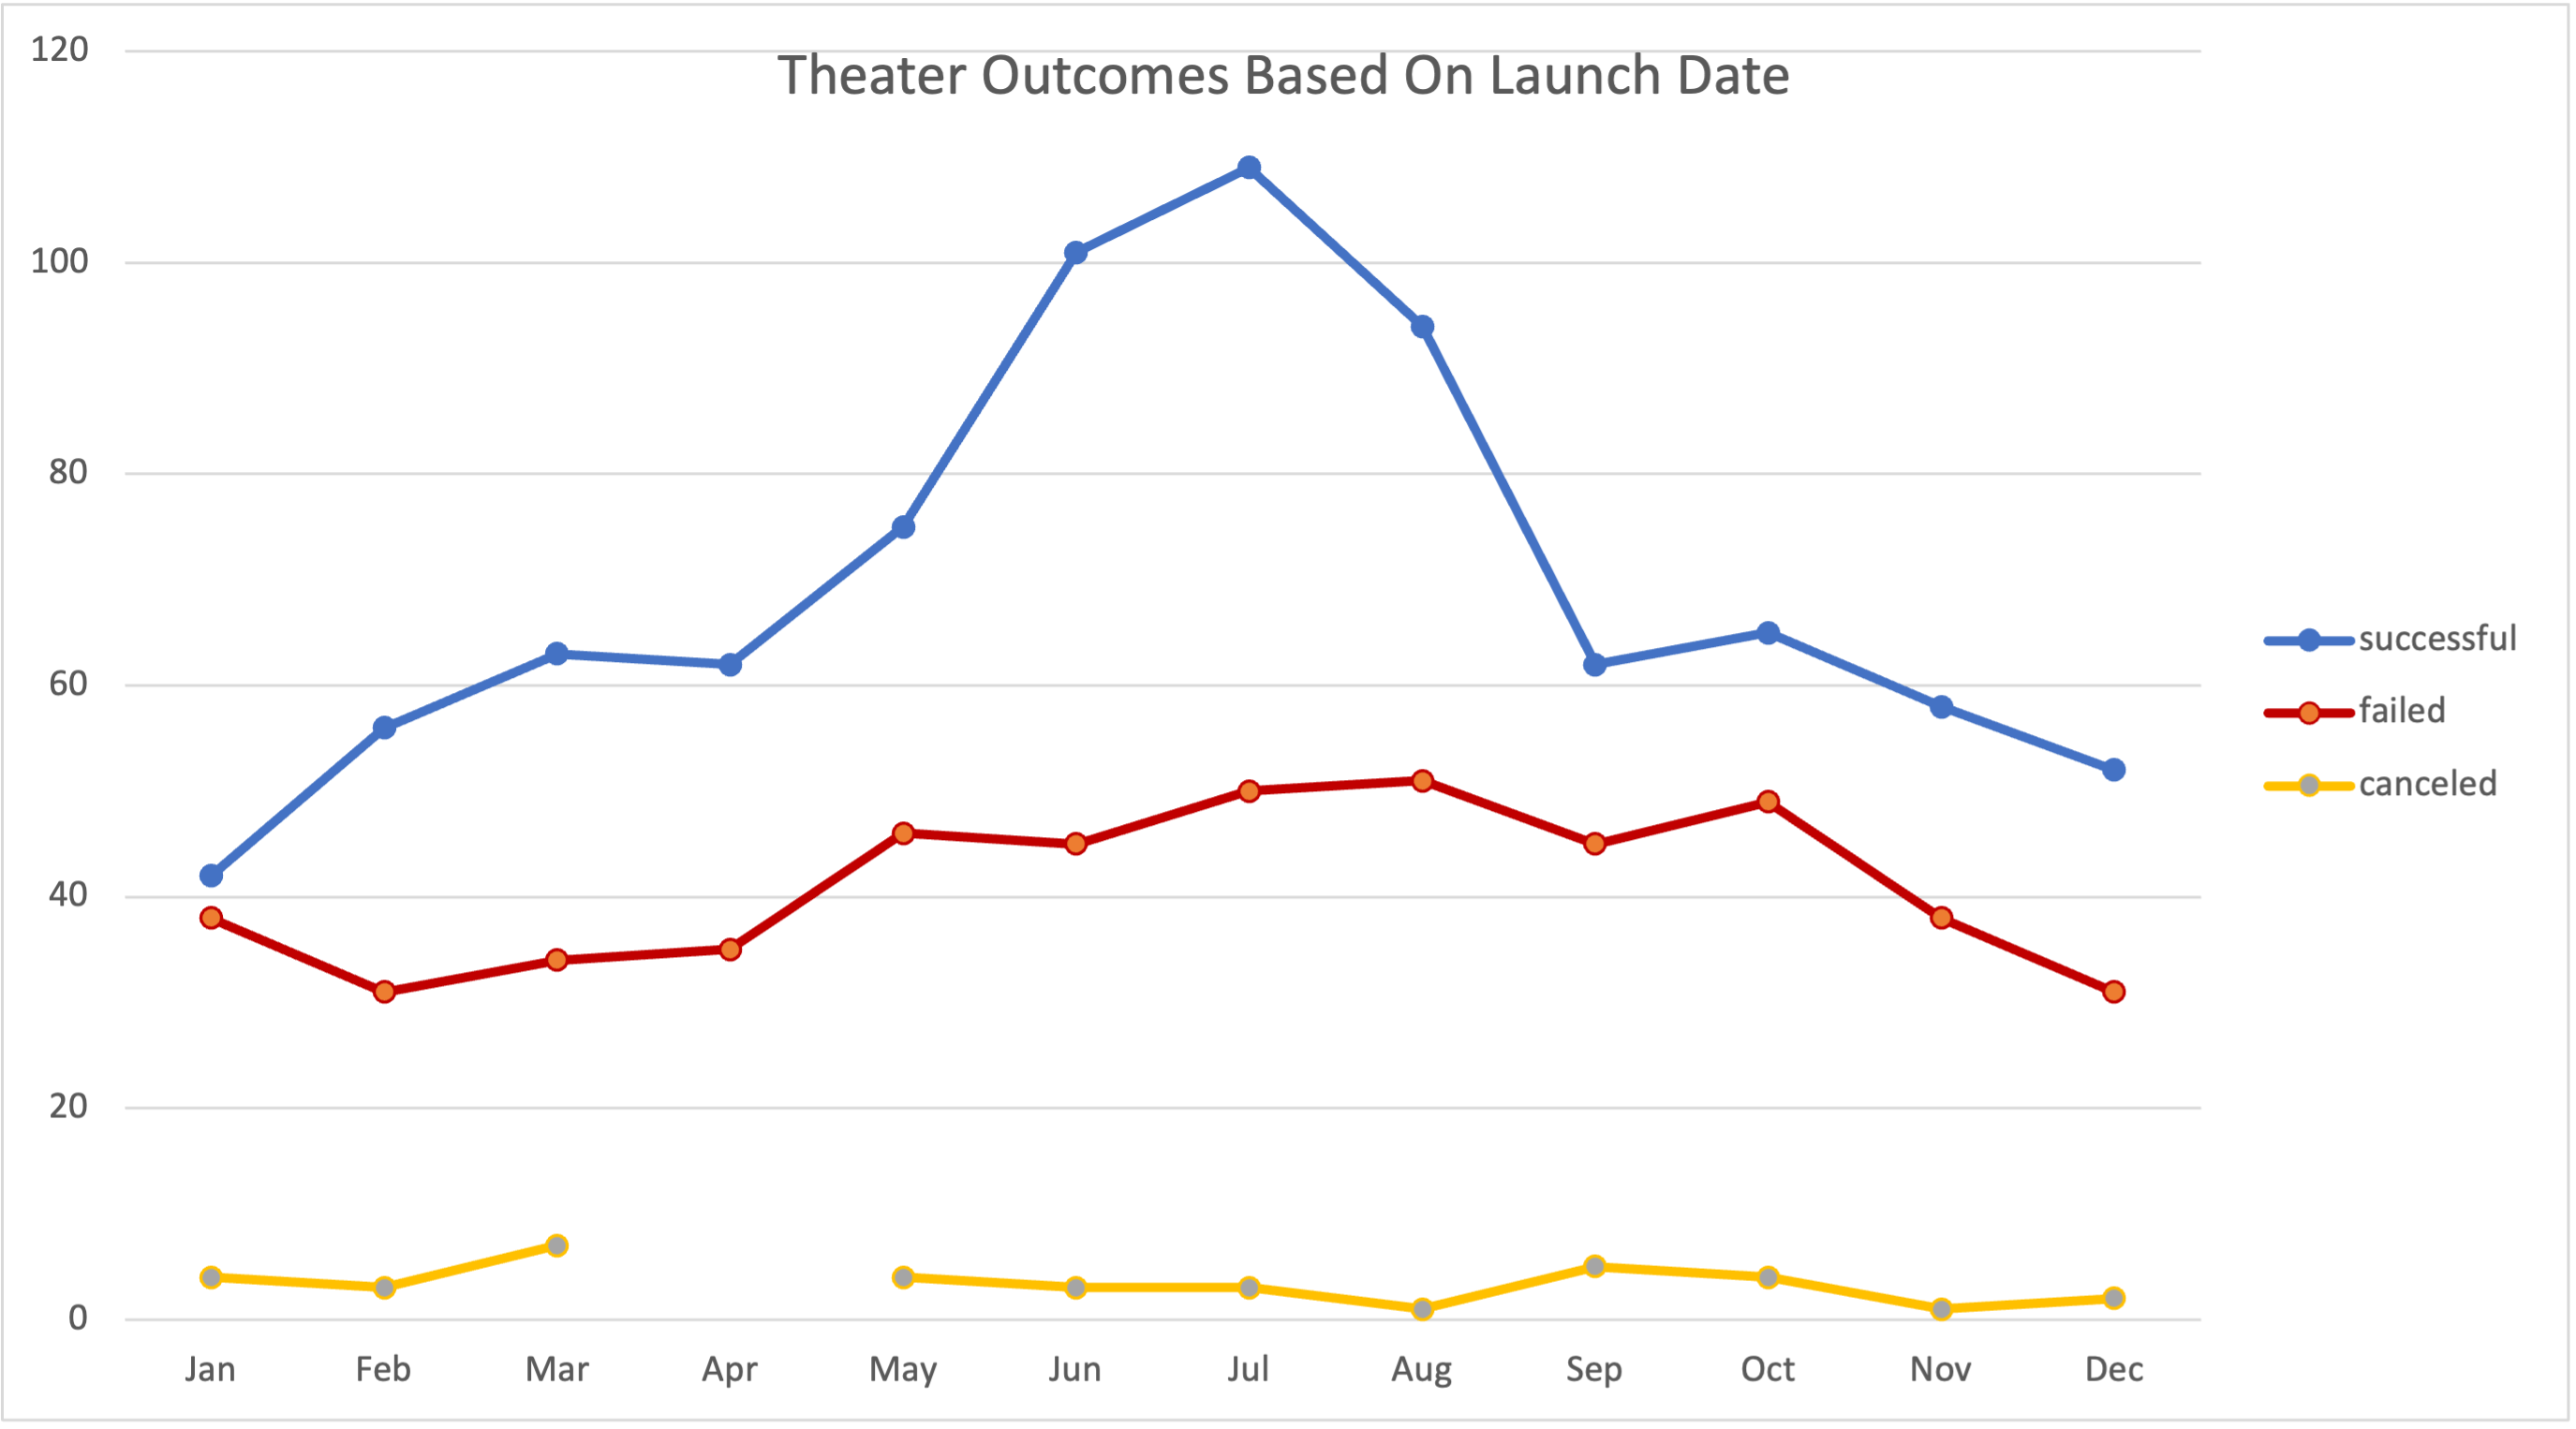 Theater Outcomes Based On Launch Date
120
100
80
60
40
20
0
Jan Feb Mar Apr May Jun Jul Aug Sep Oct Nov Dec
successful
failed
canceled